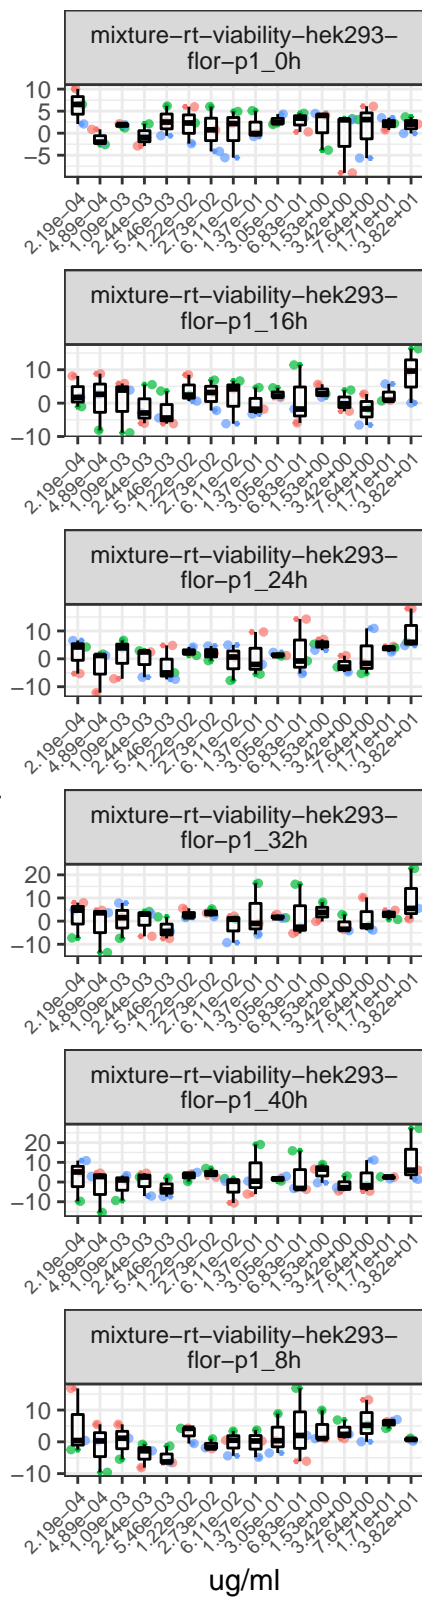 mixture−rt−viability−hek293−
flor−p1_0h
10
5
0
−5
2.19e−04
4.89e−04
1.09e−03
2.44e−03
5.46e−03
1.22e−02
2.73e−02
6.11e−02
1.37e−01
3.05e−01
6.83e−01
1.53e+00
3.42e+00
7.64e+00
1.71e+01
3.82e+01
mixture−rt−viability−hek293−
flor−p1_16h
10
0
−10
2.19e−04
4.89e−04
1.09e−03
2.44e−03
5.46e−03
1.22e−02
2.73e−02
6.11e−02
1.37e−01
3.05e−01
6.83e−01
1.53e+00
3.42e+00
7.64e+00
1.71e+01
3.82e+01
mixture−rt−viability−hek293−
flor−p1_24h
10
0
−10
2.19e−04
4.89e−04
1.09e−03
2.44e−03
5.46e−03
1.22e−02
2.73e−02
6.11e−02
1.37e−01
3.05e−01
6.83e−01
1.53e+00
3.42e+00
7.64e+00
1.71e+01
3.82e+01
mixture−rt−viability−hek293−
flor−p1_32h
20
10
0
−10
2.19e−04
4.89e−04
1.09e−03
2.44e−03
5.46e−03
1.22e−02
2.73e−02
6.11e−02
1.37e−01
3.05e−01
6.83e−01
1.53e+00
3.42e+00
7.64e+00
1.71e+01
3.82e+01
mixture−rt−viability−hek293−
flor−p1_40h
20
10
0
−10
2.19e−04
4.89e−04
1.09e−03
2.44e−03
5.46e−03
1.22e−02
2.73e−02
6.11e−02
1.37e−01
3.05e−01
6.83e−01
1.53e+00
3.42e+00
7.64e+00
1.71e+01
3.82e+01
mixture−rt−viability−hek293−
flor−p1_8h
10
0
−10
2.19e−04
4.89e−04
1.09e−03
2.44e−03
5.46e−03
1.22e−02
2.73e−02
6.11e−02
1.37e−01
3.05e−01
6.83e−01
1.53e+00
3.42e+00
7.64e+00
1.71e+01
3.82e+01
ug/ml